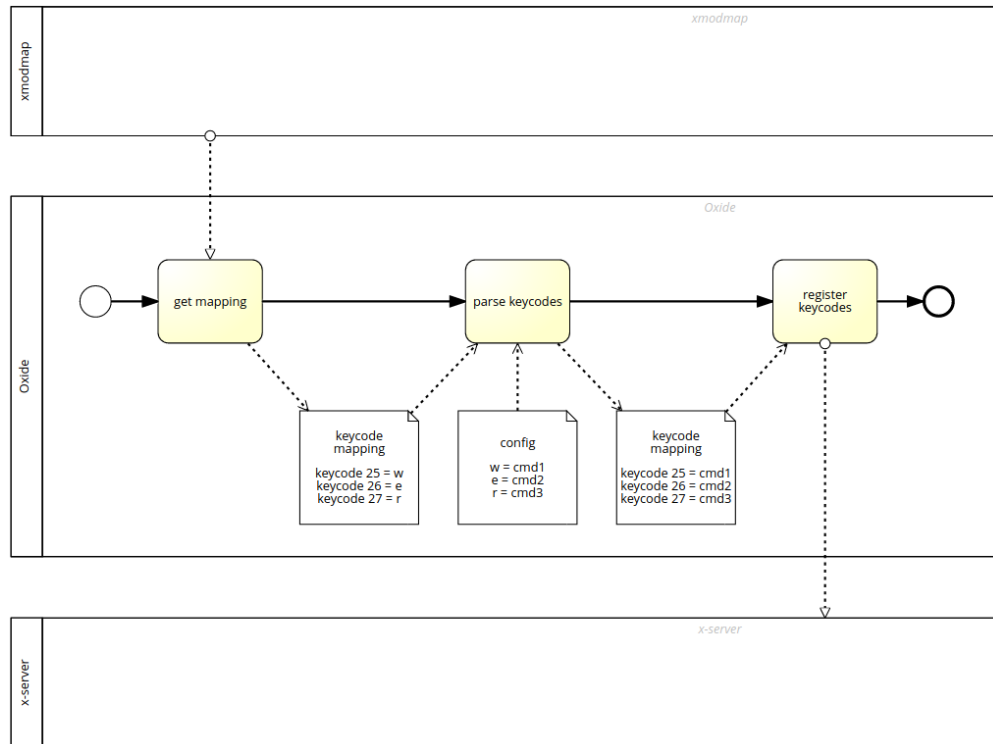 xmodmap
xmodmap
Oxide
Oxide
get mapping
parse keycodes
register
keycodes
keycode
mapping
keycode 25 = w
keycode 26 = e
keycode 27 = r
config
w = cmd1
e = cmd2
r = cmd3
keycode
mapping
keycode 25 = cmd1
keycode 26 = cmd2
keycode 27 = cmd3
x-server
x-server